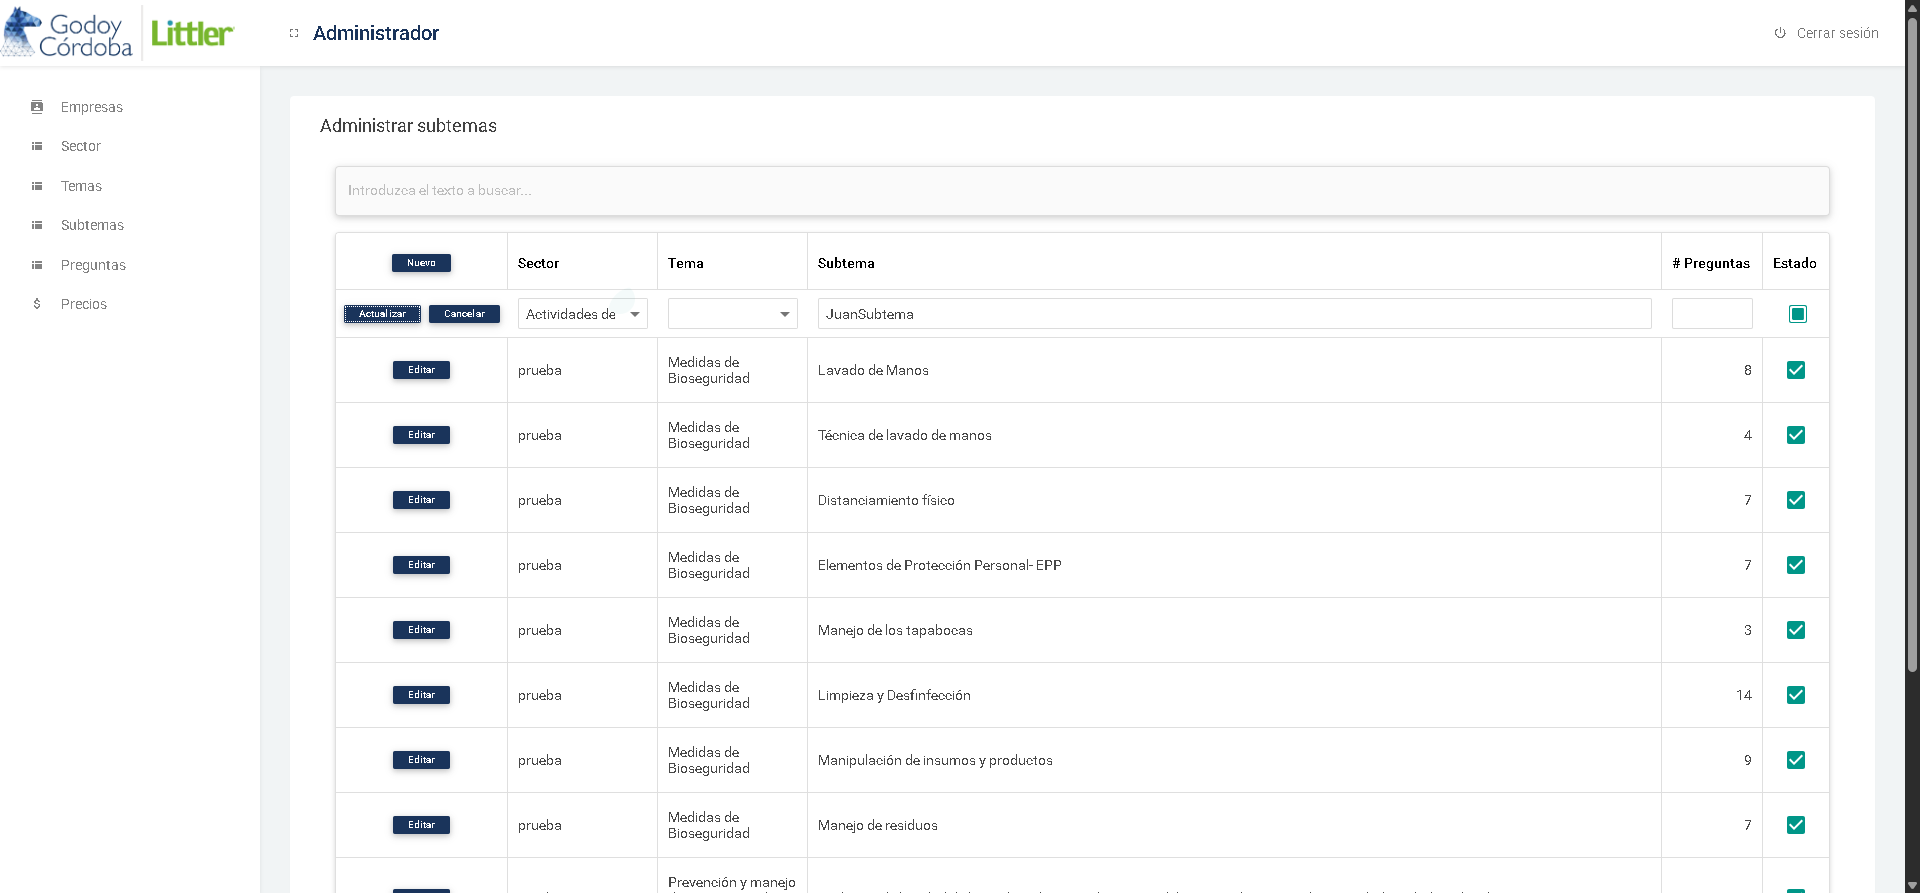 Godoy
Córdoba
Littler
Administrador
Cerrar sesión
Empresas
Sector
Temas
Subtemas
Preguntas
Precios
Administrar subtemas
Introduzca el texto a buscar...
Nuevo Sector Tema Subtema # Preguntas Estado
Actualizar Cancelar Actividades de JuanSubtema
Editar prueba Medidas de Bioseguridad Lavado de Manos 8
Editar prueba Medidas de Bioseguridad Técnica de lavado de manos 4
Editar prueba Medidas de Bioseguridad Distanciamiento físico 7
Editar prueba Medidas de Bioseguridad Elementos de Protección Personal- EPP 7
Editar prueba Medidas de Bioseguridad Manejo de los tapabocas 3
Editar prueba Medidas de Bioseguridad Limpieza y Desfinfección 14
Editar prueba Medidas de Bioseguridad Manipulación de insumos y productos 9
Editar prueba Medidas de Bioseguridad Manejo de residuos 7
Prevención y manejo